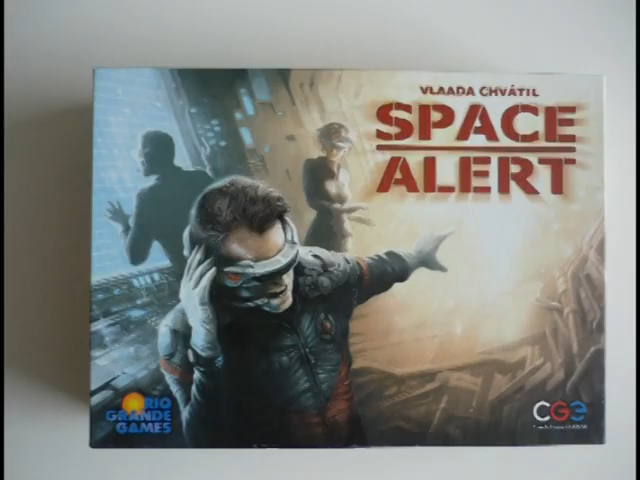 VLAADA CHVÁTIL
SPACE
ALERT
RIO
GRANDE
GAMES
CGE